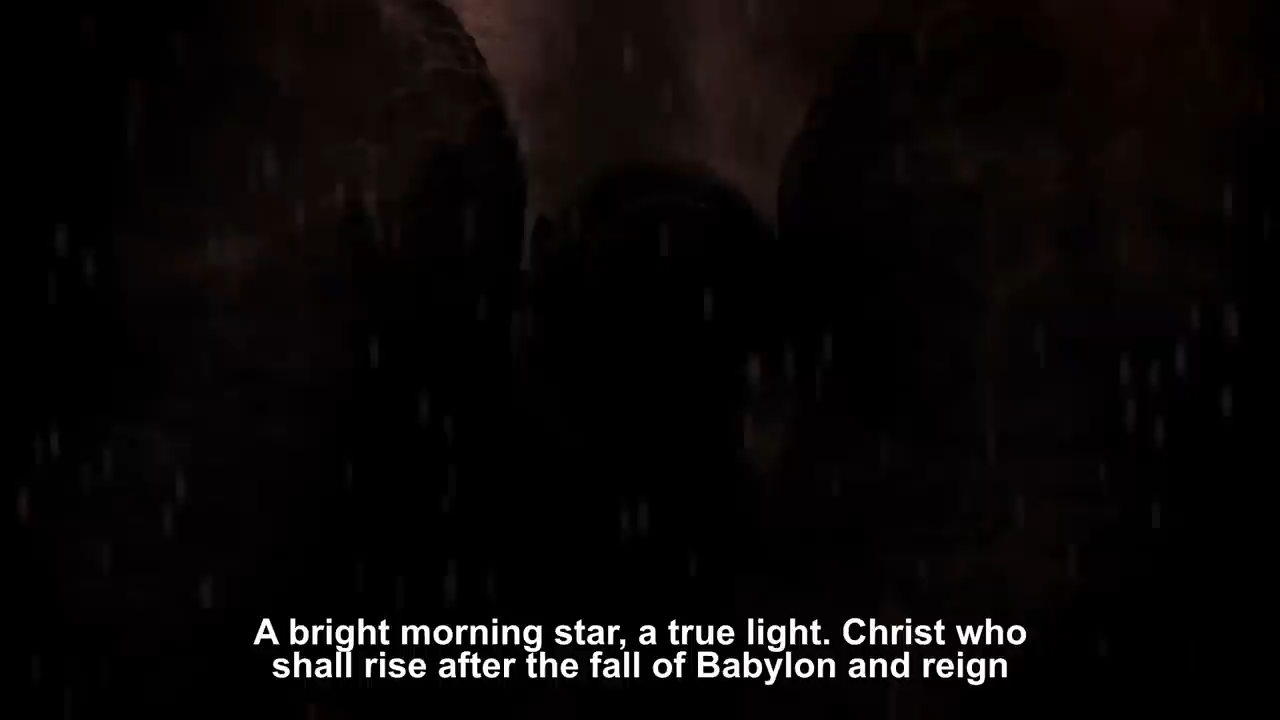 A bright morning star, a true light. Christ who
shall rise after the fall of Babylon and reign